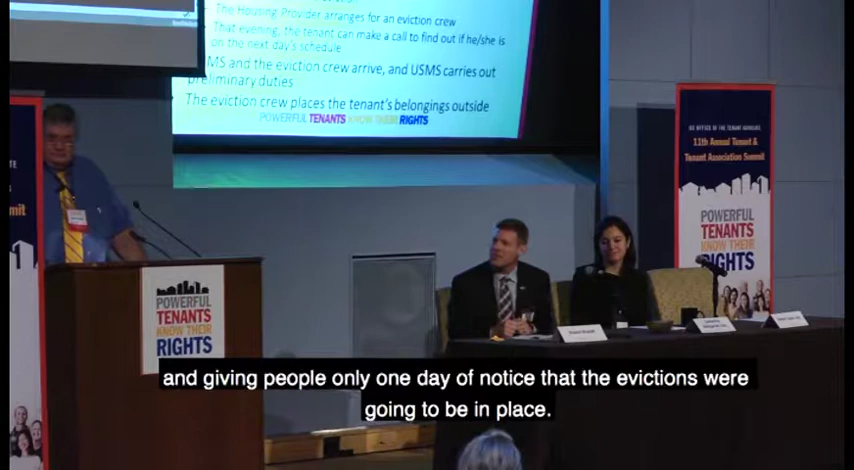 The Housing Provider arranges for an eviction crew
That evening, the tenant can make a call to find out if he/she is
on the next day's schedule
MS and the eviction crew arrive, and USMS carries out
preliminary duties
The eviction crew places the tenant's belongings outside
POWERFUL TENANTS KNOW THEIR RIGHTS
11th Annual Tenant &
Tenant Association Summit
POWERFUL
TENANTS
KNOW THEIR
RIGHTS
POWERFUL
TENANTS
KNOW THEIR
RIGHTS
and giving people only one day of notice that the evictions were
going to be in place.